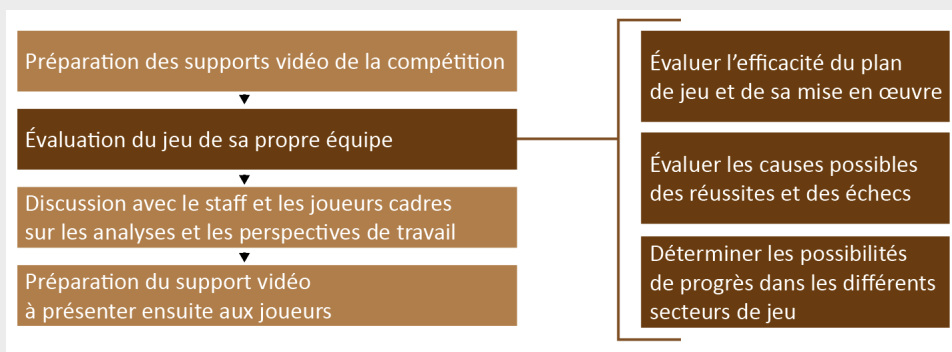 Préparation des supports vidéo de la compétition
Évaluation du jeu de sa propre équipe
Discussion avec le staff et les joueurs cadres
sur les analyses et les perspectives de travail
Préparation du support vidéo
à présenter ensuite aux joueurs
Évaluer l’efficacité du plan
de jeu et de sa mise en œuvre
Évaluer les causes possibles
des réussites et des échecs
Déterminer les possibilités
de progrès dans les différents
secteurs de jeu